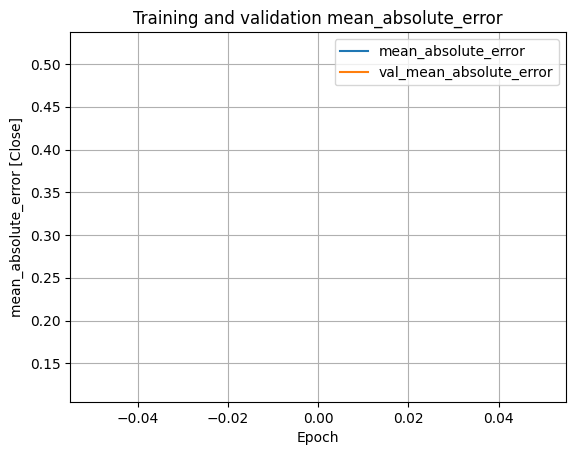 Training and validation mean_absolute_error
mean_absolute_error
val_mean_absolute_error
mean_absolute_error [Close]
0.50
0.45
0.40
0.35
0.30
0.25
0.20
0.15
−0.04
−0.02
0.00
0.02
0.04
Epoch